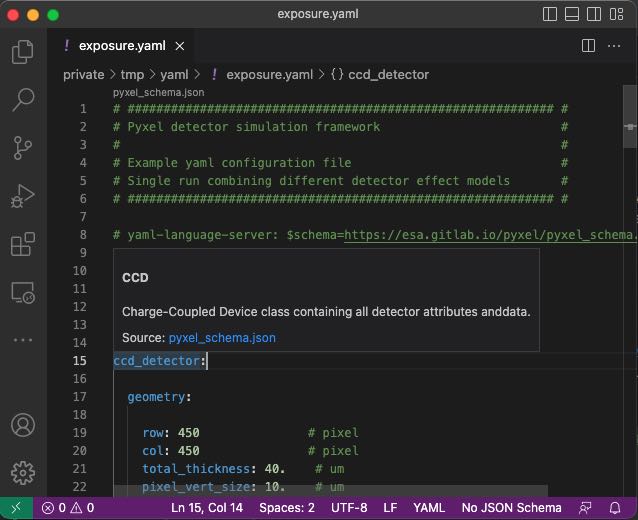 exposure.yaml
! exposure.yaml ×
private > tmp > yaml > ! exposure.yaml > {} ccd_detector
pyxel_schema.json
1 # ########################################################### #
2 # Pyxel detector simulation framework #
3 # #
4 # Example yaml configuration file #
5 # Single run combining different detector effect models #
6 # ########################################################### #
7
8 # yaml-language-server: $schema=https://esa.gitlab.io/pyxel/pyxel_schema.
9
10
CCD
11
12 Charge-Coupled Device class containing all detector attributes anddata.
13
14 Source: pyxel_schema.json
15 ccd_detector:
16
17 geometry:
18
19 row: 450 # pixel
20 col: 450 # pixel
21 total_thickness: 40. # um
22 pixel_vert_size: 10. # um
0 0 Ln 15, Col 14 Spaces: 2 UTF-8 LF YAML No JSON Schema